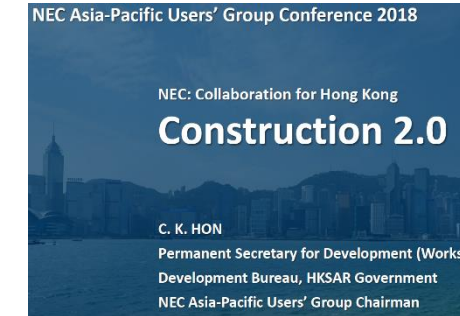 NEC Asia-Pacific Users' Group Conference 2018
NEC: Collaboration for Hong Kong
Construction 2.0
C. K. HON
Permanent Secretary for Development (Works
Development Bureau, HKSAR Government
NEC Asia-Pacific Users' Group Chairman